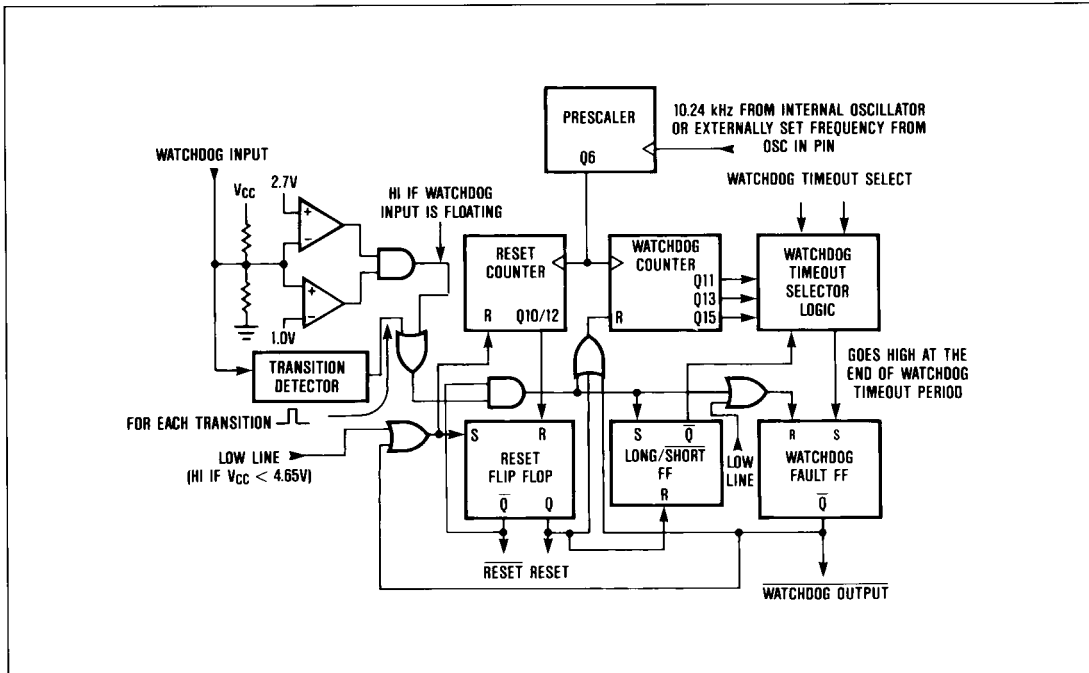 PRESCALER
Q6
10.24 kHz FROM INTERNAL OSCILLATOR
OR EXTERNALLY SET FREQUENCY FROM
OSC IN PIN
WATCHDOG INPUT
VCC
2.7V
+
−
+
−
1.0V
HI IF WATCHDOG
INPUT IS FLOATING
WATCHDOG TIMEOUT SELECT
RESET
COUNTER
R
Q10/12
WATCHDOG
COUNTER
Q11
Q13
Q15
R
WATCHDOG
TIMEOUT
SELECTOR
LOGIC
TRANSITION
DETECTOR
GOES HIGH AT THE
END OF WATCHDOG
TIMEOUT PERIOD
FOR EACH TRANSITION
LOW LINE
(HI IF VCC < 4.65V)
S
R
RESET
FLIP FLOP
Q̅
Q
S
Q̅
LONG/S̅H̅O̅R̅T̅
FF
R
LOW
LINE
R
S
WATCHDOG
FAULT FF
Q̅
R̅E̅S̅E̅T̅ RESET
W̅A̅T̅C̅H̅D̅O̅G̅ ̅O̅U̅T̅P̅U̅T̅